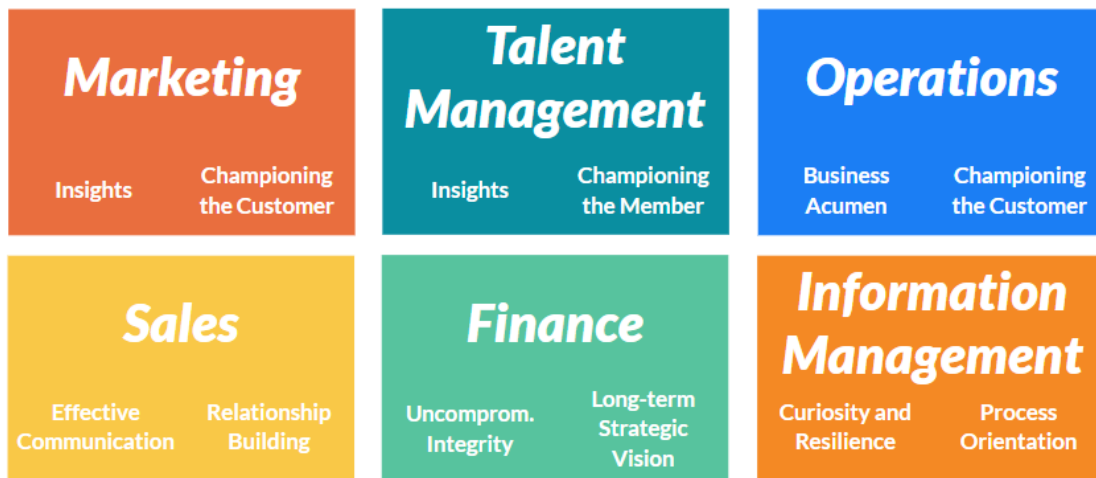 Marketing
Insights
Championing
the Customer
Talent
Management
Insights
Championing
the Member
Operations
Business
Acumen
Championing
the Customer
Sales
Effective
Communication
Relationship
Building
Finance
Uncomprom.
Integrity
Long-term
Strategic
Vision
Information
Management
Curiosity and
Resilience
Process
Orientation